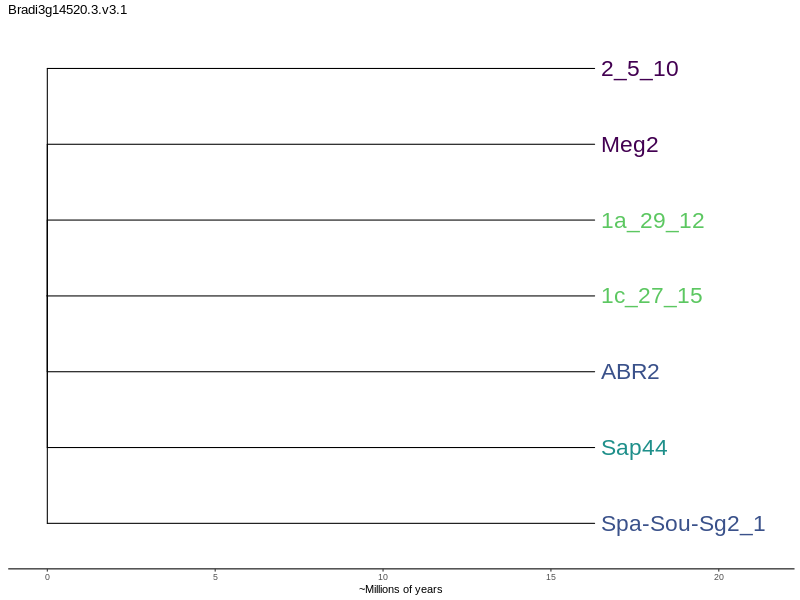 Bradi3g14520.3.v3.1
2_5_10
Meg2
1a_29_12
1c_27_15
ABR2
Sap44
Spa-Sou-Sg2_1
0 5 10 15 20
~Millions of years